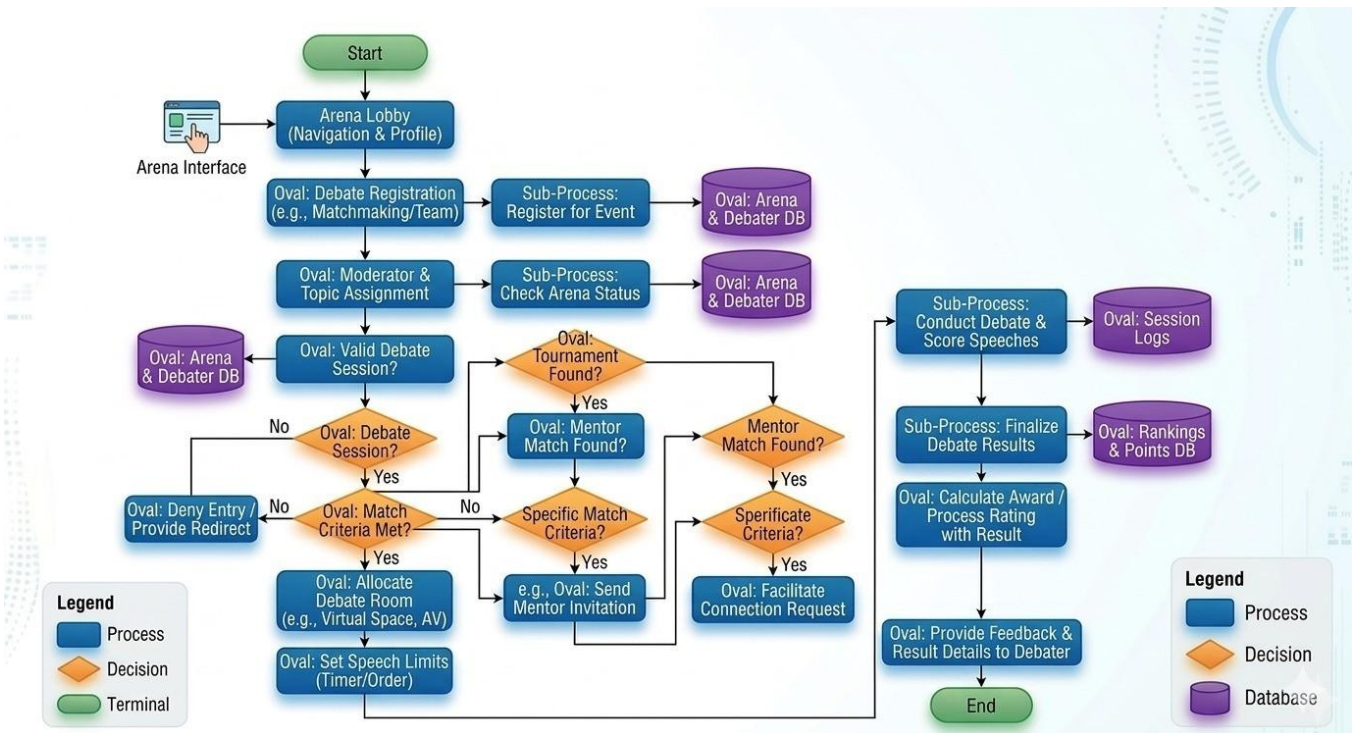 Start
Arena Lobby
(Navigation & Profile)
Arena Interface
Oval: Debate Registration
(e.g., Matchmaking/Team)
Sub-Process:
Register for Event
Oval: Arena
& Debater DB
Oval: Moderator &
Topic Assignment
Sub-Process:
Check Arena Status
Oval: Arena
& Debater DB
Oval: Arena
& Debater DB
Oval: Valid Debate
Session?
Oval:
Tournament
Found?
Yes
No
Oval: Debate
Session?
Yes
Oval: Mentor
Match Found?
Mentor
Match Found?
Yes
Oval: Deny Entry /
Provide Redirect
No
Oval: Match
Criteria Met?
No
Yes
Specific Match
Criteria?
Yes
Sperificate
Criteria?
Yes
Oval: Allocate
Debate Room
(e.g., Virtual Space, AV)
e.g., Oval: Send
Mentor Invitation
Oval: Facilitate
Connection Request
Oval: Set Speech Limits
(Timer/Order)
Sub-Process:
Conduct Debate &
Score Speeches
Oval: Session
Logs
Sub-Process: Finalize
Debate Results
Oval: Rankings
& Points DB
Oval: Calculate Award /
Process Rating
with Result
Oval: Provide Feedback &
Result Details to Debater
End
Legend
Process
Decision
Terminal
Legend
Process
Decision
Database